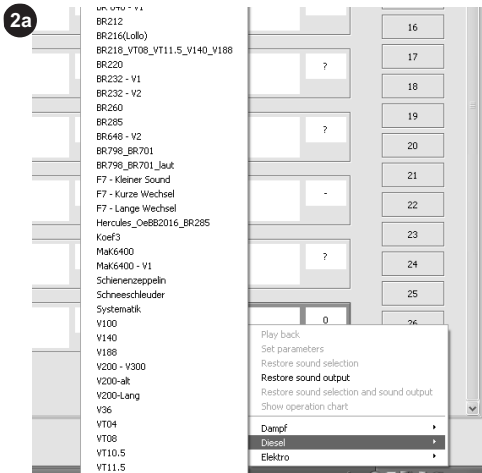 2a
BR 646 - V1
BR212
BR216(Lollo)
BR218_VT08_VT11.5_V140_V188
BR220
BR232 - V1
BR232 - V2
BR260
BR285
BR648 - V2
BR798_BR701
BR798_BR701_laut
F7 - Kleiner Sound
F7 - Kurze Wechsel
F7 - Lange Wechsel
Hercules_OeBB2016_BR285
Koef3
MaK6400
MaK6400 - V1
Schienenzeppelin
Schneeschleuder
Systematik
V100
V140
V188
V200 - V300
V200-alt
V200-Lang
V36
VT04
VT08
VT10.5
VT11.5
?
?
-
?
0
16
17
18
19
20
21
22
23
24
25
26
Play back
Set parameters
Restore sound selection
Restore sound output
Restore sound selection and sound output
Show operation chart
Dampf
Diesel
Elektro